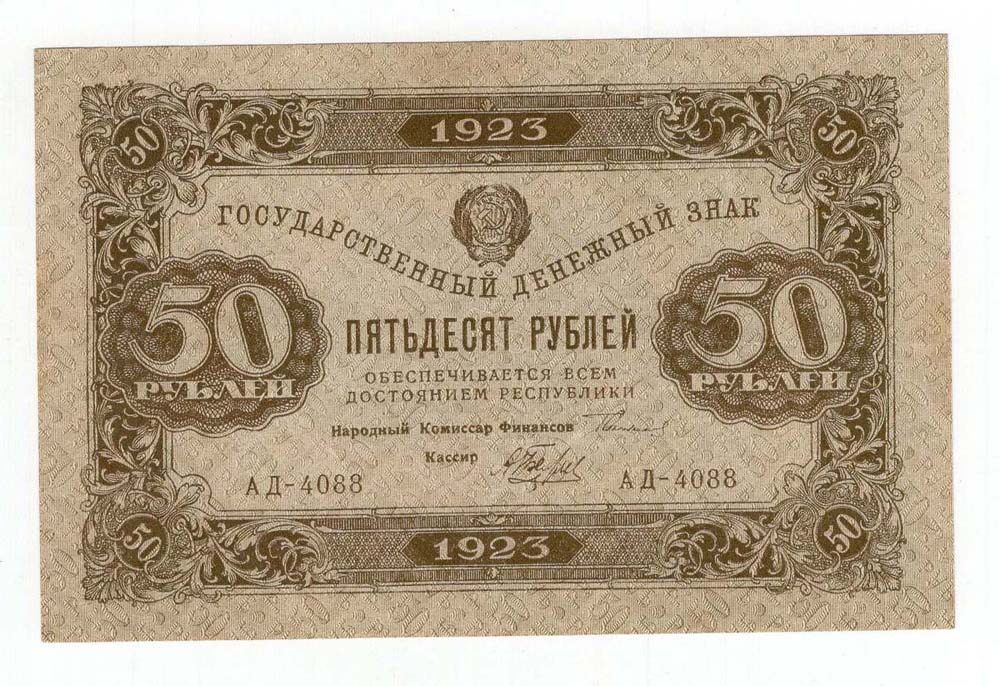 50
1923
50
ГОСУДАРСТВЕННЫЙ ДЕНЕЖНЫЙ ЗНАК
50
РУБЛЕЙ
ПЯТЬДЕСЯТ РУБЛЕЙ
ОБЕСПЕЧИВАЕТСЯ ВСЕМ
ДОСТОЯНИЕМ РЕСПУБЛИКИ
50
РУБЛЕЙ
Народный Комиссар Финансов
Кассир
АД-4088
АД-4088
50
1923
50